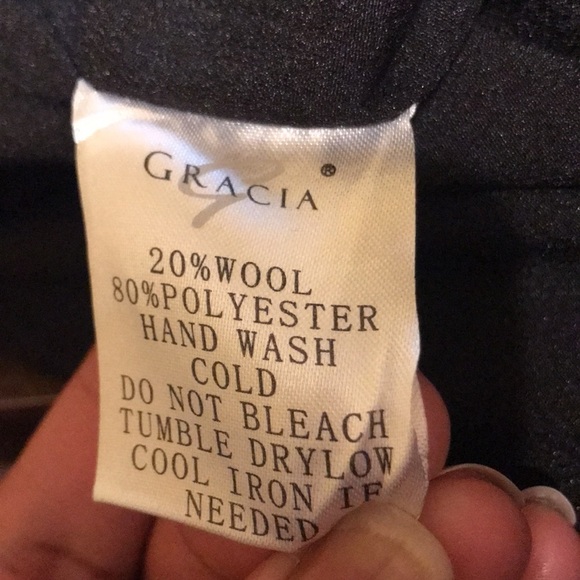 GRACIA®
20%WOOL
80%POLYESTER
HAND WASH
COLD
DO NOT BLEACH
TUMBLE DRYLOW
COOL IRON IF
NEEDED